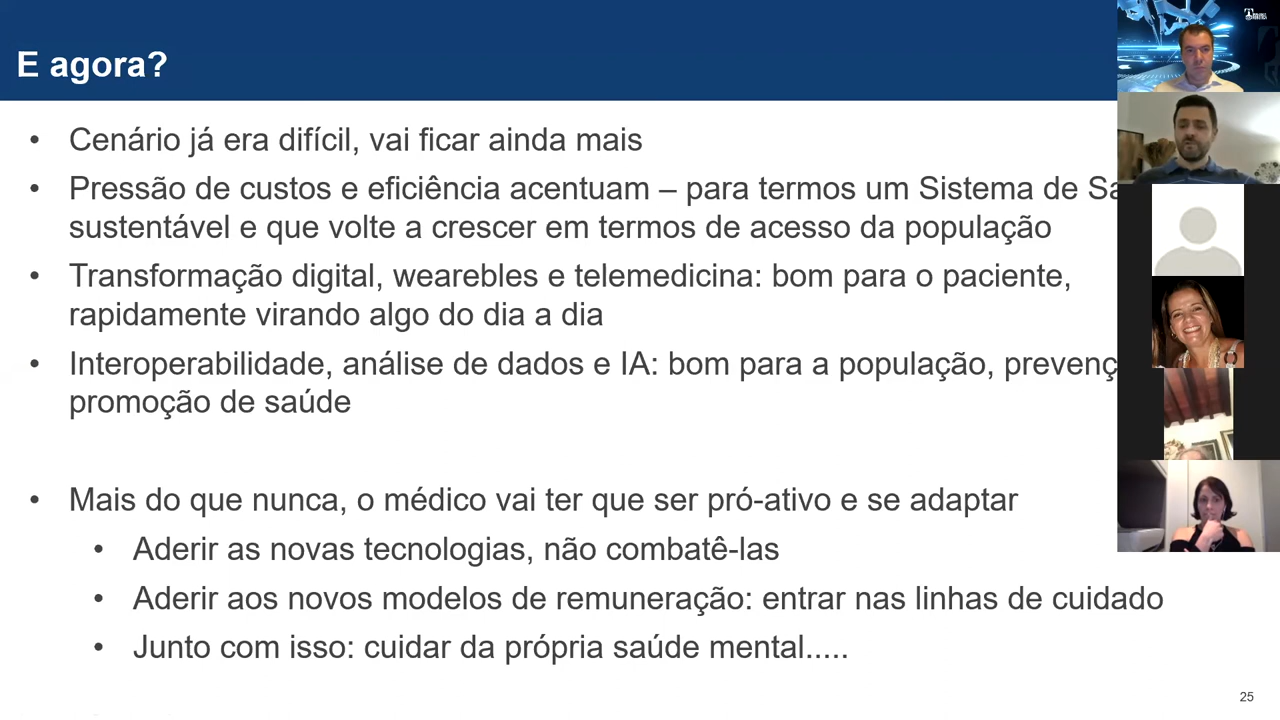 E agora?
• Cenário já era difícil, vai ficar ainda mais
• Pressão de custos e eficiência acentuam – para termos um Sistema de Sa
sustentável e que volte a crescer em termos de acesso da população
• Transformação digital, wearebles e telemedicina: bom para o paciente,
rapidamente virando algo do dia a dia
• Interoperabilidade, análise de dados e IA: bom para a população, prevenç
promoção de saúde
• Mais do que nunca, o médico vai ter que ser pró-ativo e se adaptar
• Aderir as novas tecnologias, não combatê-las
• Aderir aos novos modelos de remuneração: entrar nas linhas de cuidado
• Junto com isso: cuidar da própria saúde mental.....
25